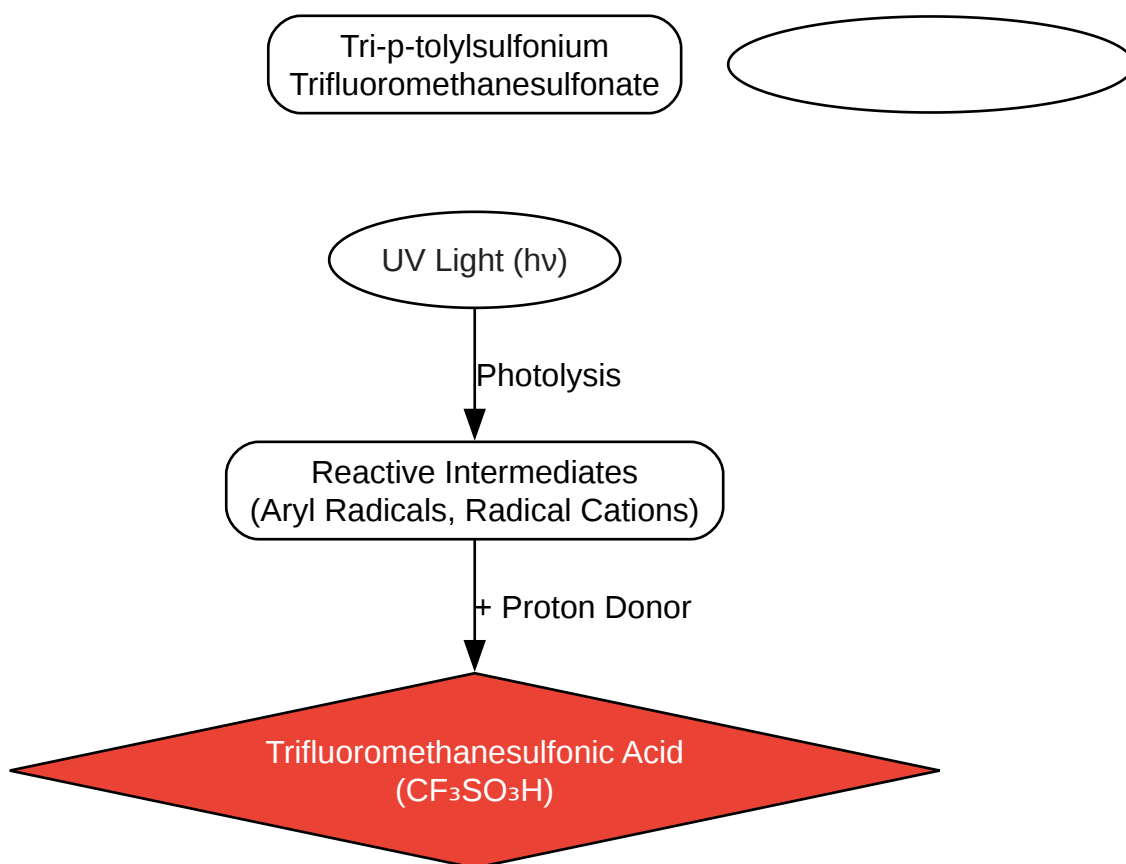 Tri-p-tolylsulfonium
Trifluoromethanesulfonate
UV Light (hν)
Photolysis
Reactive Intermediates
(Aryl Radicals, Radical Cations)
+ Proton Donor
Trifluoromethanesulfonic Acid
(CF₃SO₃H)